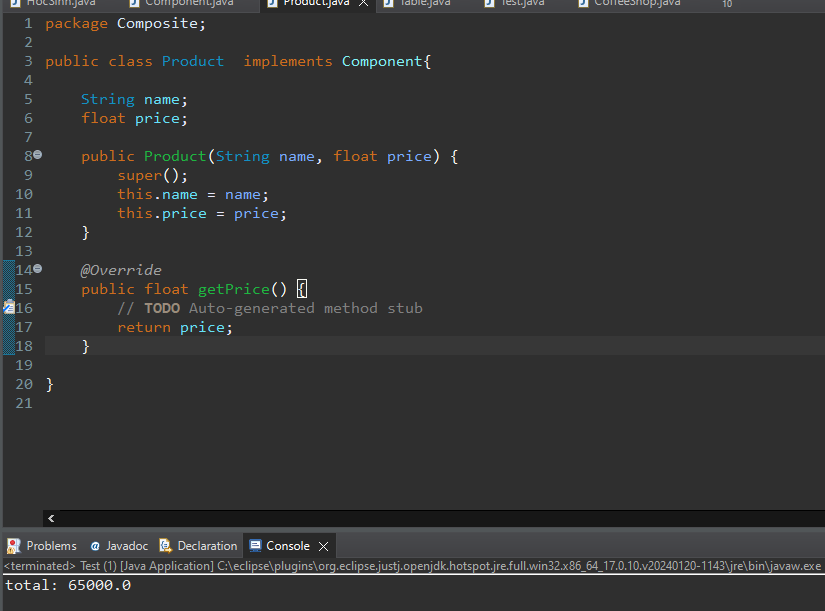 HocSinh.java Component.java Product.java Table.java Test.java CoffeeShop.java 10
1 package Composite;
2
3 public class Product  implements Component{
4
5     String name;
6     float price;
7
8     public Product(String name, float price) {
9         super();
10         this.name = name;
11         this.price = price;
12     }
13
14     @Override
15     public float getPrice() {
16         // TODO Auto-generated method stub
17         return price;
18     }
19
20 }
21
Problems @ Javadoc Declaration Console
<terminated> Test (1) [Java Application] C:\eclipse\plugins\org.eclipse.justj.openjdk.hotspot.jre.full.win32.x86_64_17.0.10.v20240120-1143\jre\bin\javaw.exe
total: 65000.0